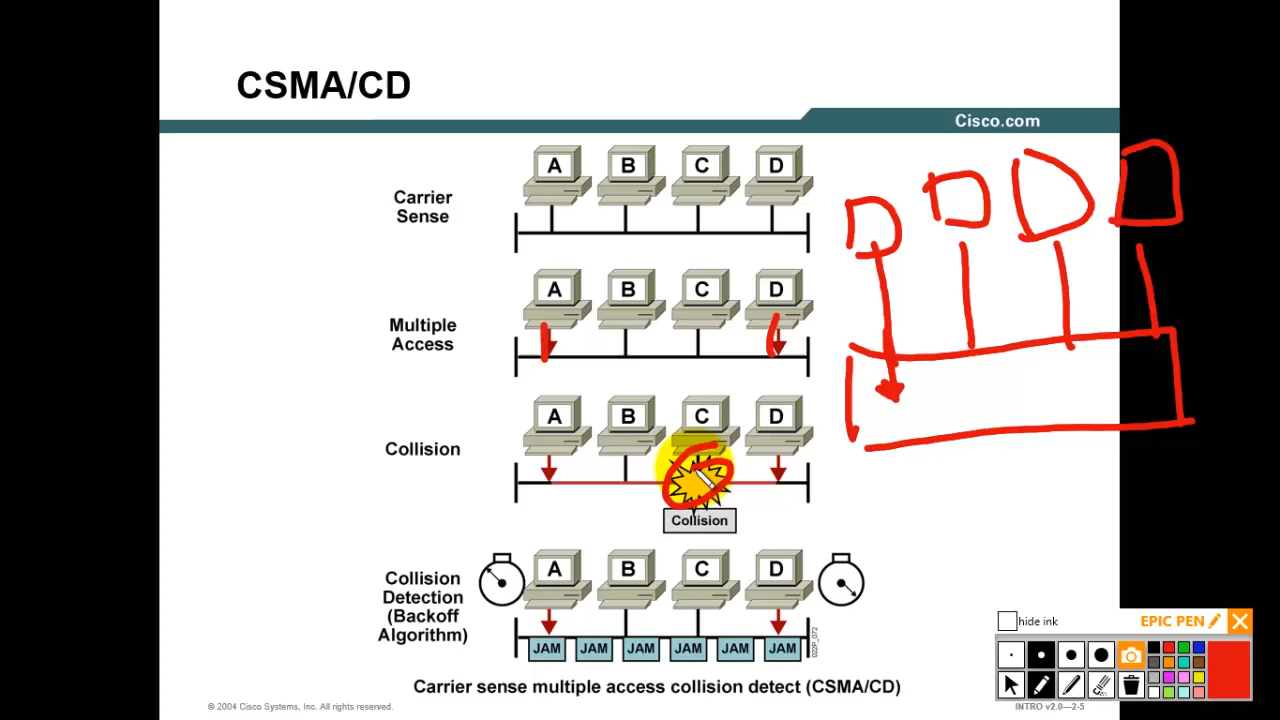 CSMA/CD
Cisco.com
A B C D
Carrier
Sense
A B C D
Multiple
Access
A B C D
Collision
Collision
A B C D
Collision
Detection
(Backoff
Algorithm)
JAM JAM JAM JAM JAM JAM
022P_072
Carrier sense multiple access collision detect (CSMA/CD)
© 2004 Cisco Systems, Inc. All rights reserved.
INTRO v2.0—2-5
hide ink
EPIC PEN